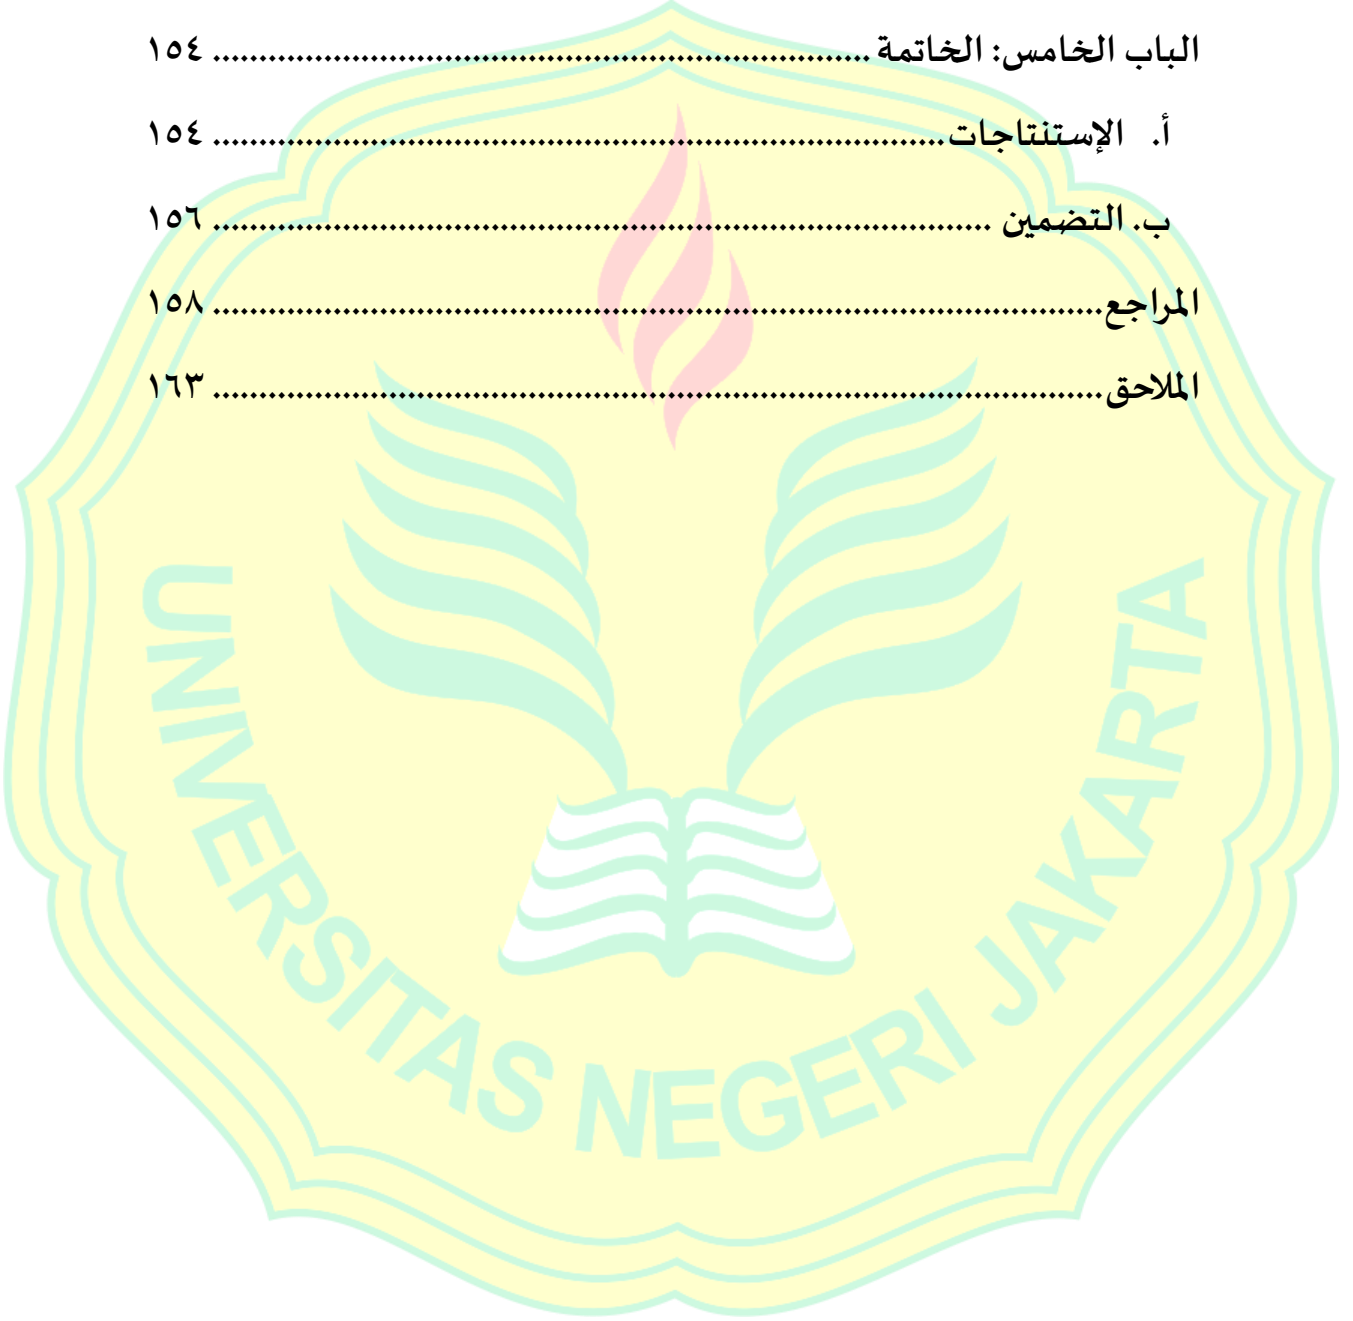 الباب الخامس: الخاتمة ....................................................................... ١٥٤
أ. الإستنتاجات ............................................................................... ١٥٤
ب. التضمين .................................................................................... ١٥٦
المراجع ................................................................................................ ١٥٨
الملاحق ................................................................................................ ١٦٣
UNIVERSITAS NEGERI JAKARTA